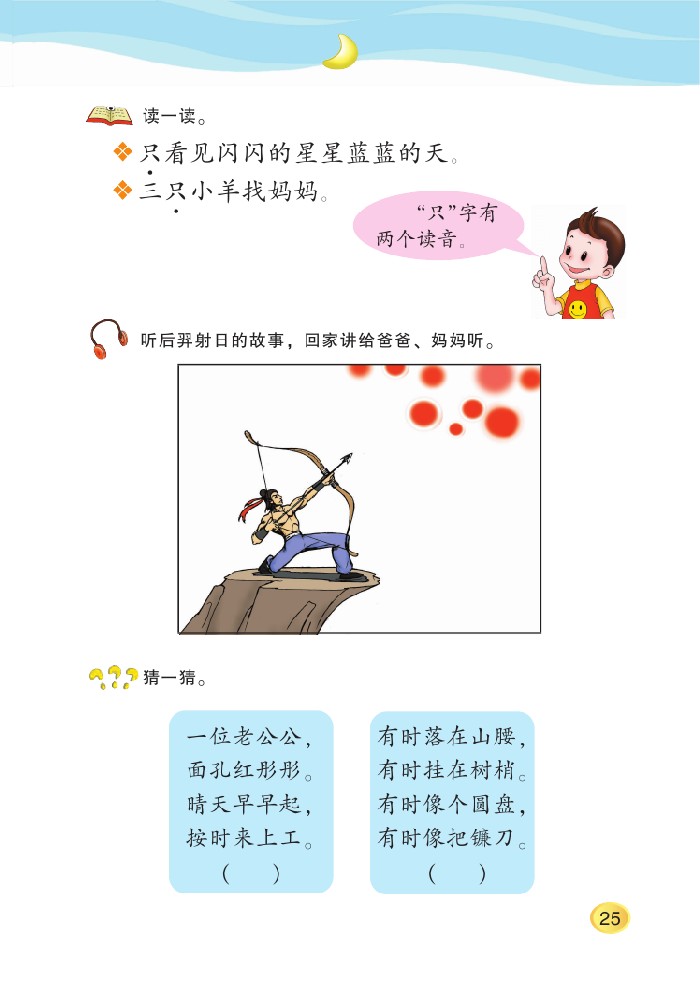 读一读。
只看见闪闪的星星蓝蓝的天。
三只小羊找妈妈。
“只”字有
两个读音。
听后羿射日的故事，回家讲给爸爸、妈妈听。
猜一猜。
一位老公公，
面孔红彤彤。
晴天早早起，
按时来上工。
（ ）
有时落在山腰，
有时挂在树梢。
有时像个圆盘，
有时像把镰刀。
（ ）
25